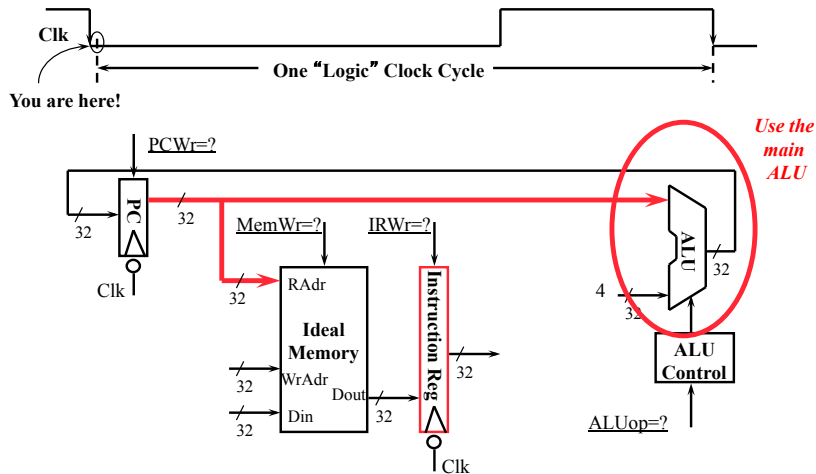 Clk
One “Logic” Clock Cycle
You are here!
Use the
main
ALU
PCWr=?
PC
32
32
Clk
MemWr=?
IRWr=?
32
RAdr
Ideal
Memory
WrAdr
32
Din
32
Dout
32
Instruction Reg
32
Clk
4
32
ALU
32
ALU
Control
ALUop=?